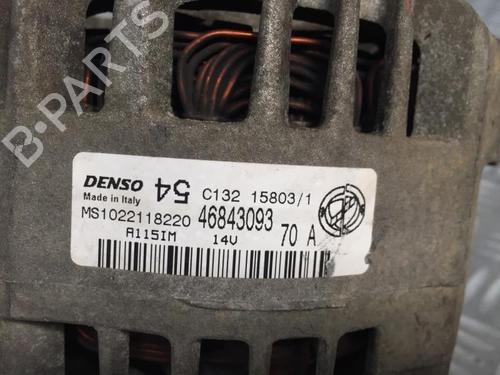 B-PARTS
DENSO 54 C132 15803/1
Made in Italy
MS1022118220 46843093
A115IM 14V 70 A